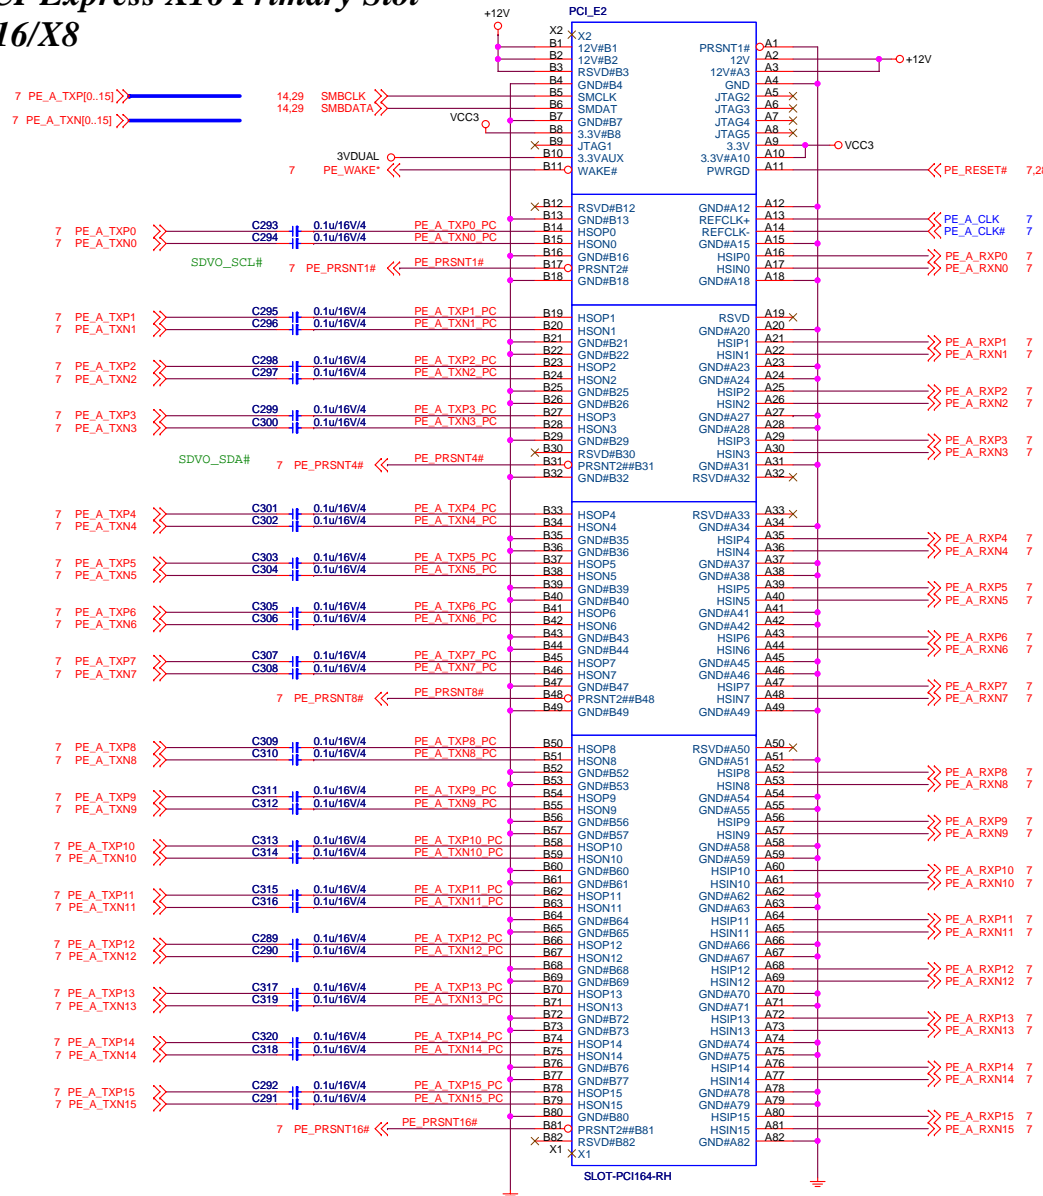 CI Express X16 Primary Slot
16/X8
+12V
PCI_E2
X2
X2
7 PE_A_TXP[0..15]
7 PE_A_TXN[0..15]
14,29 SMBCLK
14,29 SMBDATA
VCC3
3VDUAL
7 PE_WAKE*
B1 12V#B1 PRSNT1# A1
B2 12V#B2 12V A2 +12V
B3 RSVD#B3 12V#A3 A3
B4 GND#B4 GND A4
B5 SMCLK JTAG2 A5
B6 SMDAT JTAG3 A6
B7 GND#B7 JTAG4 A7
B8 3.3V#B8 JTAG5 A8
B9 JTAG1 3.3V A9 VCC3
B10 3.3VAUX 3.3V#A10 A10
B11 WAKE# PWRGD A11 PE_RESET# 7,28
B12 RSVD#B12 GND#A12 A12
B13 GND#B13 REFCLK+ A13 PE_A_CLK 7
7 PE_A_TXP0 C293 0.1u/16V/4 PE_A_TXP0_PC B14 HSOP0 REFCLK- A14 PE_A_CLK# 7
7 PE_A_TXN0 C294 0.1u/16V/4 PE_A_TXN0_PC B15 HSON0 GND#A15 A15
B16 GND#B16 HSIP0 A16 PE_A_RXP0 7
SDVO_SCL# 7 PE_PRSNT1# PE_PRSNT1# B17 PRSNT2# HSIN0 A17 PE_A_RXN0 7
B18 GND#B18 GND#A18 A18
7 PE_A_TXP1 C295 0.1u/16V/4 PE_A_TXP1_PC B19 HSOP1 RSVD A19
7 PE_A_TXN1 C296 0.1u/16V/4 PE_A_TXN1_PC B20 HSON1 GND#A20 A20
B21 GND#B21 HSIP1 A21 PE_A_RXP1 7
B22 GND#B22 HSIN1 A22 PE_A_RXN1 7
7 PE_A_TXP2 C298 0.1u/16V/4 PE_A_TXP2_PC B23 HSOP2 GND#A23 A23
7 PE_A_TXN2 C297 0.1u/16V/4 PE_A_TXN2_PC B24 HSON2 GND#A24 A24
B25 GND#B25 HSIP2 A25 PE_A_RXP2 7
B26 GND#B26 HSIN2 A26 PE_A_RXN2 7
7 PE_A_TXP3 C299 0.1u/16V/4 PE_A_TXP3_PC B27 HSOP3 GND#A27 A27
7 PE_A_TXN3 C300 0.1u/16V/4 PE_A_TXN3_PC B28 HSON3 GND#A28 A28
B29 GND#B29 HSIP3 A29 PE_A_RXP3 7
B30 RSVD#B30 HSIN3 A30 PE_A_RXN3 7
SDVO_SDA# 7 PE_PRSNT4# PE_PRSNT4# B31 PRSNT2##B31 GND#A31 A31
B32 GND#B32 RSVD#A32 A32
7 PE_A_TXP4 C301 0.1u/16V/4 PE_A_TXP4_PC B33 HSOP4 RSVD#A33 A33
7 PE_A_TXN4 C302 0.1u/16V/4 PE_A_TXN4_PC B34 HSON4 GND#A34 A34
B35 GND#B35 HSIP4 A35 PE_A_RXP4 7
B36 GND#B36 HSIN4 A36 PE_A_RXN4 7
7 PE_A_TXP5 C303 0.1u/16V/4 PE_A_TXP5_PC B37 HSOP5 GND#A37 A37
7 PE_A_TXN5 C304 0.1u/16V/4 PE_A_TXN5_PC B38 HSON5 GND#A38 A38
B39 GND#B39 HSIP5 A39 PE_A_RXP5 7
B40 GND#B40 HSIN5 A40 PE_A_RXN5 7
7 PE_A_TXP6 C305 0.1u/16V/4 PE_A_TXP6_PC B41 HSOP6 GND#A41 A41
7 PE_A_TXN6 C306 0.1u/16V/4 PE_A_TXN6_PC B42 HSON6 GND#A42 A42
B43 GND#B43 HSIP6 A43 PE_A_RXP6 7
B44 GND#B44 HSIN6 A44 PE_A_RXN6 7
7 PE_A_TXP7 C307 0.1u/16V/4 PE_A_TXP7_PC B45 HSOP7 GND#A45 A45
7 PE_A_TXN7 C308 0.1u/16V/4 PE_A_TXN7_PC B46 HSON7 GND#A46 A46
B47 GND#B47 HSIP7 A47 PE_A_RXP7 7
7 PE_PRSNT8# PE_PRSNT8# B48 PRSNT2##B48 HSIN7 A48 PE_A_RXN7 7
B49 GND#B49 GND#A49 A49
7 PE_A_TXP8 C309 0.1u/16V/4 PE_A_TXP8_PC B50 HSOP8 RSVD#A50 A50
7 PE_A_TXN8 C310 0.1u/16V/4 PE_A_TXN8_PC B51 HSON8 GND#A51 A51
B52 GND#B52 HSIP8 A52 PE_A_RXP8 7
B53 GND#B53 HSIN8 A53 PE_A_RXN8 7
7 PE_A_TXP9 C311 0.1u/16V/4 PE_A_TXP9_PC B54 HSOP9 GND#A54 A54
7 PE_A_TXN9 C312 0.1u/16V/4 PE_A_TXN9_PC B55 HSON9 GND#A55 A55
B56 GND#B56 HSIP9 A56 PE_A_RXP9 7
B57 GND#B57 HSIN9 A57 PE_A_RXN9 7
7 PE_A_TXP10 C313 0.1u/16V/4 PE_A_TXP10_PC B58 HSOP10 GND#A58 A58
7 PE_A_TXN10 C314 0.1u/16V/4 PE_A_TXN10_PC B59 HSON10 GND#A59 A59
B60 GND#B60 HSIP10 A60 PE_A_RXP10 7
B61 GND#B61 HSIN10 A61 PE_A_RXN10 7
7 PE_A_TXP11 C315 0.1u/16V/4 PE_A_TXP11_PC B62 HSOP11 GND#A62 A62
7 PE_A_TXN11 C316 0.1u/16V/4 PE_A_TXN11_PC B63 HSON11 GND#A63 A63
B64 GND#B64 HSIP11 A64 PE_A_RXP11 7
B65 GND#B65 HSIN11 A65 PE_A_RXN11 7
7 PE_A_TXP12 C289 0.1u/16V/4 PE_A_TXP12_PC B66 HSOP12 GND#A66 A66
7 PE_A_TXN12 C290 0.1u/16V/4 PE_A_TXN12_PC B67 HSON12 GND#A67 A67
B68 GND#B68 HSIP12 A68 PE_A_RXP12 7
B69 GND#B69 HSIN12 A69 PE_A_RXN12 7
7 PE_A_TXP13 C317 0.1u/16V/4 PE_A_TXP13_PC B70 HSOP13 GND#A70 A70
7 PE_A_TXN13 C319 0.1u/16V/4 PE_A_TXN13_PC B71 HSON13 GND#A71 A71
B72 GND#B72 HSIP13 A72 PE_A_RXP13 7
B73 GND#B73 HSIN13 A73 PE_A_RXN13 7
7 PE_A_TXP14 C320 0.1u/16V/4 PE_A_TXP14_PC B74 HSOP14 GND#A74 A74
7 PE_A_TXN14 C318 0.1u/16V/4 PE_A_TXN14_PC B75 HSON14 GND#A75 A75
B76 GND#B76 HSIP14 A76 PE_A_RXP14 7
B77 GND#B77 HSIN14 A77 PE_A_RXN14 7
7 PE_A_TXP15 C292 0.1u/16V/4 PE_A_TXP15_PC B78 HSOP15 GND#A78 A78
7 PE_A_TXN15 C291 0.1u/16V/4 PE_A_TXN15_PC B79 HSON15 GND#A79 A79
B80 GND#B80 HSIP15 A80 PE_A_RXP15 7
7 PE_PRSNT16# PE_PRSNT16# B81 PRSNT2##B81 HSIN15 A81 PE_A_RXN15 7
B82 RSVD#B82 GND#A82 A82
X1 X1
SLOT-PCI164-RH